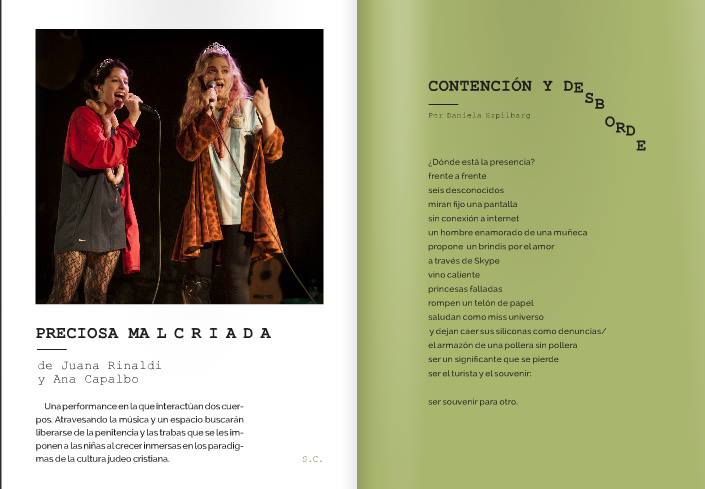 PRECIOSA MALCRIADA
de Juana Rinaldi
y Ana Capalbo
Una performance en la que interactúan dos cuer-
pos. Atravesando la música y un espacio buscarán
liberarse de la penitencia y las trabas que se les im-
ponen a las niñas al crecer inmersas en los paradig-
mas de la cultura judeo cristiana.
S.C.
CONTENCIÓN Y DESBORDE
Por Daniela Szpilbarg
¿Dónde está la presencia?
frente a frente
seis desconocidos
miran fijo una pantalla
sin conexión a internet
un hombre enamorado de una muñeca
propone un brindis por el amor
a través de Skype
vino caliente
princesas falladas
rompen un telón de papel
saludan como miss universo
y dejan caer sus siliconas como denuncias/
el armazón de una pollera sin pollera
ser un significante que se pierde
ser el turista y el souvenir:
ser souvenir para otro.